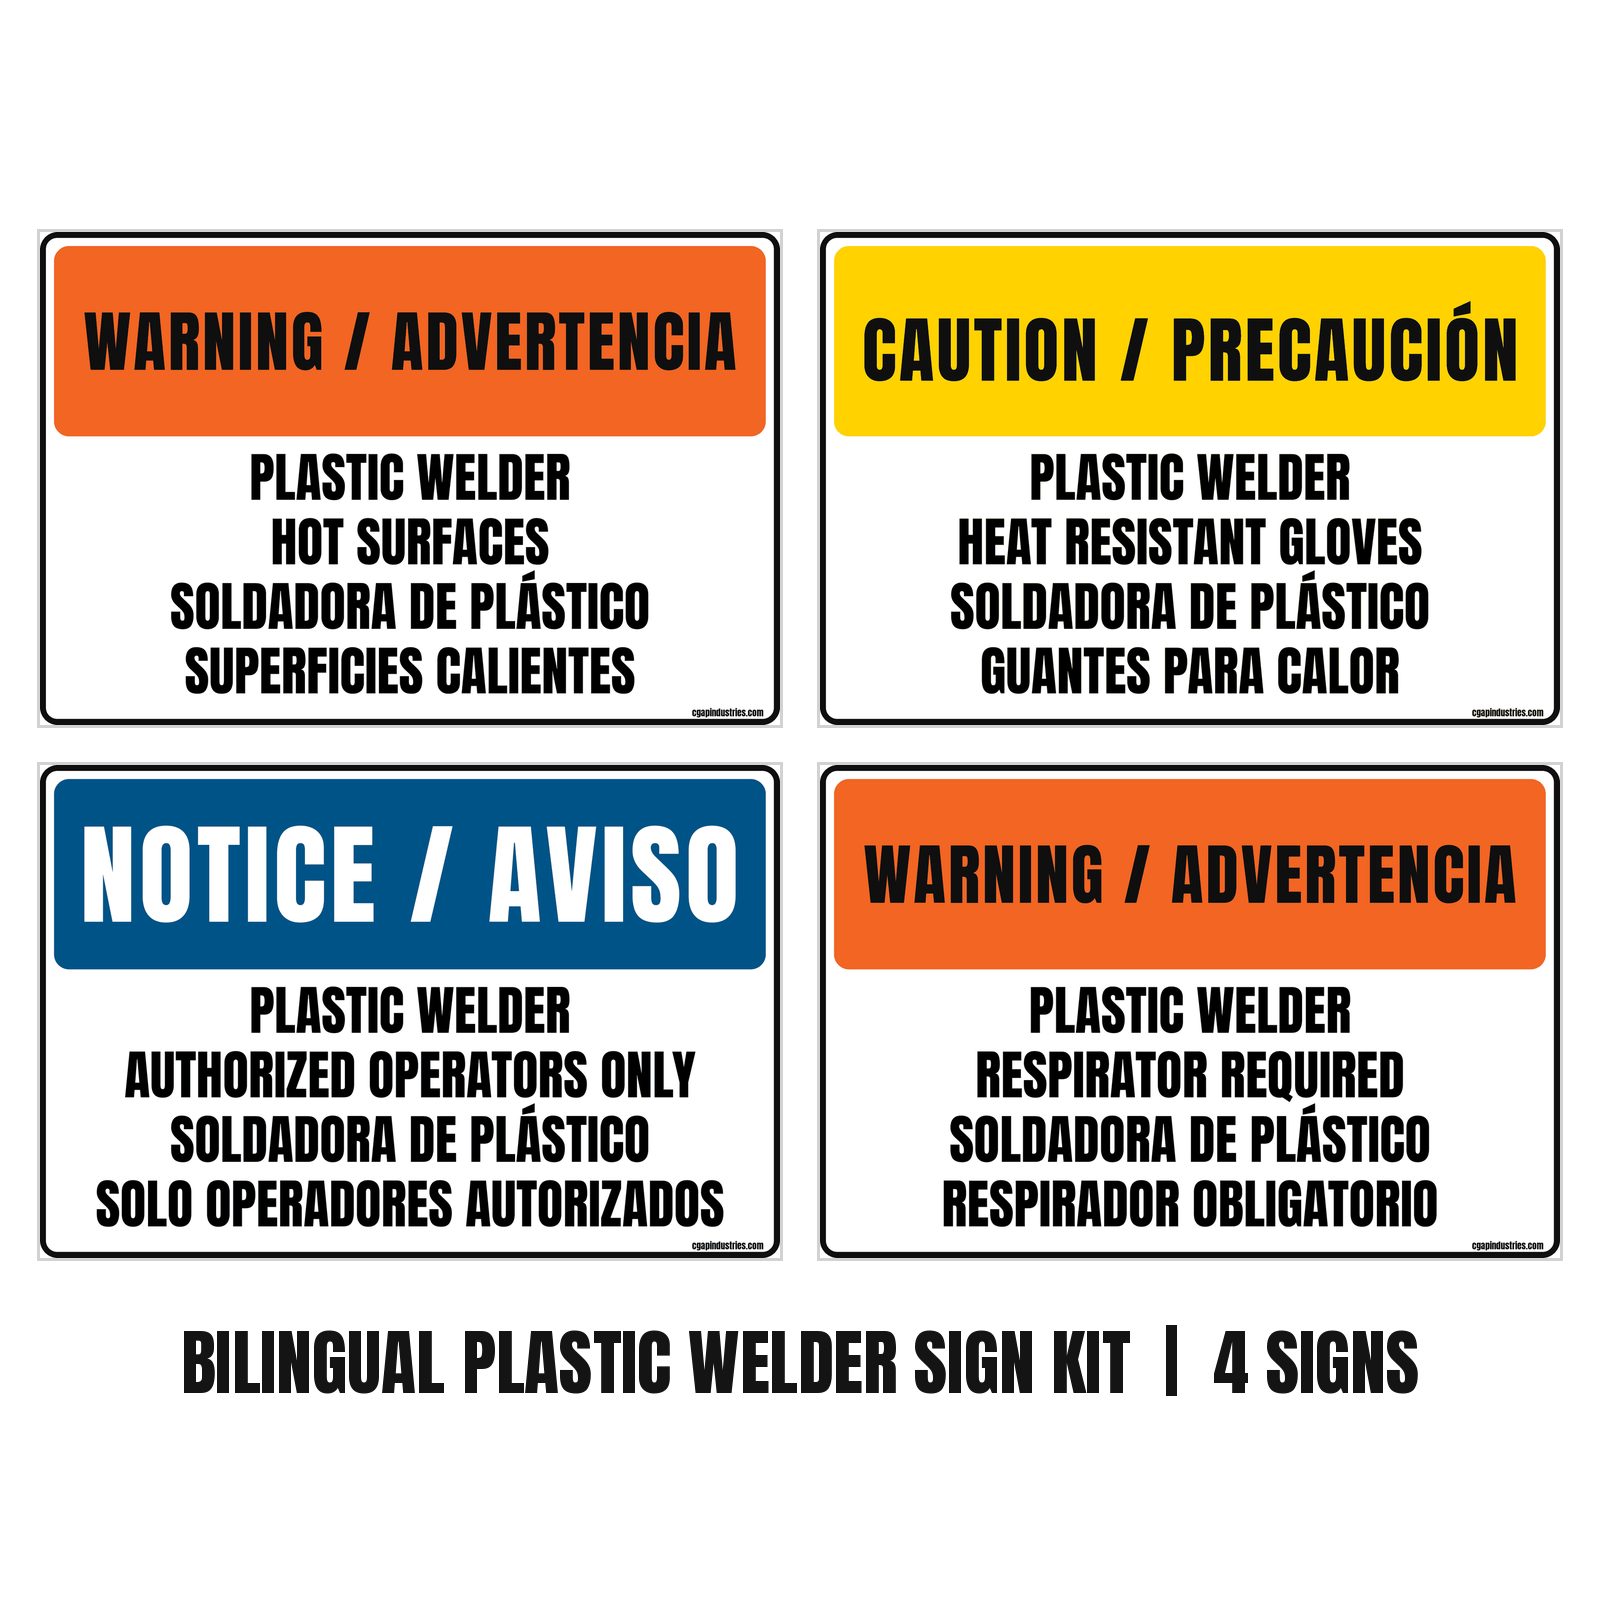 WARNING / ADVERTENCIA
PLASTIC WELDER
HOT SURFACES
SOLDADORA DE PLÁSTICO
SUPERFICIES CALIENTES
cgapindustries.com
CAUTION / PRECAUCIÓN
PLASTIC WELDER
HEAT RESISTANT GLOVES
SOLDADORA DE PLÁSTICO
GUANTES PARA CALOR
cgapindustries.com
NOTICE / AVISO
PLASTIC WELDER
AUTHORIZED OPERATORS ONLY
SOLDADORA DE PLÁSTICO
SOLO OPERADORES AUTORIZADOS
cgapindustries.com
WARNING / ADVERTENCIA
PLASTIC WELDER
RESPIRATOR REQUIRED
SOLDADORA DE PLÁSTICO
RESPIRADOR OBLIGATORIO
cgapindustries.com
BILINGUAL PLASTIC WELDER SIGN KIT | 4 SIGNS